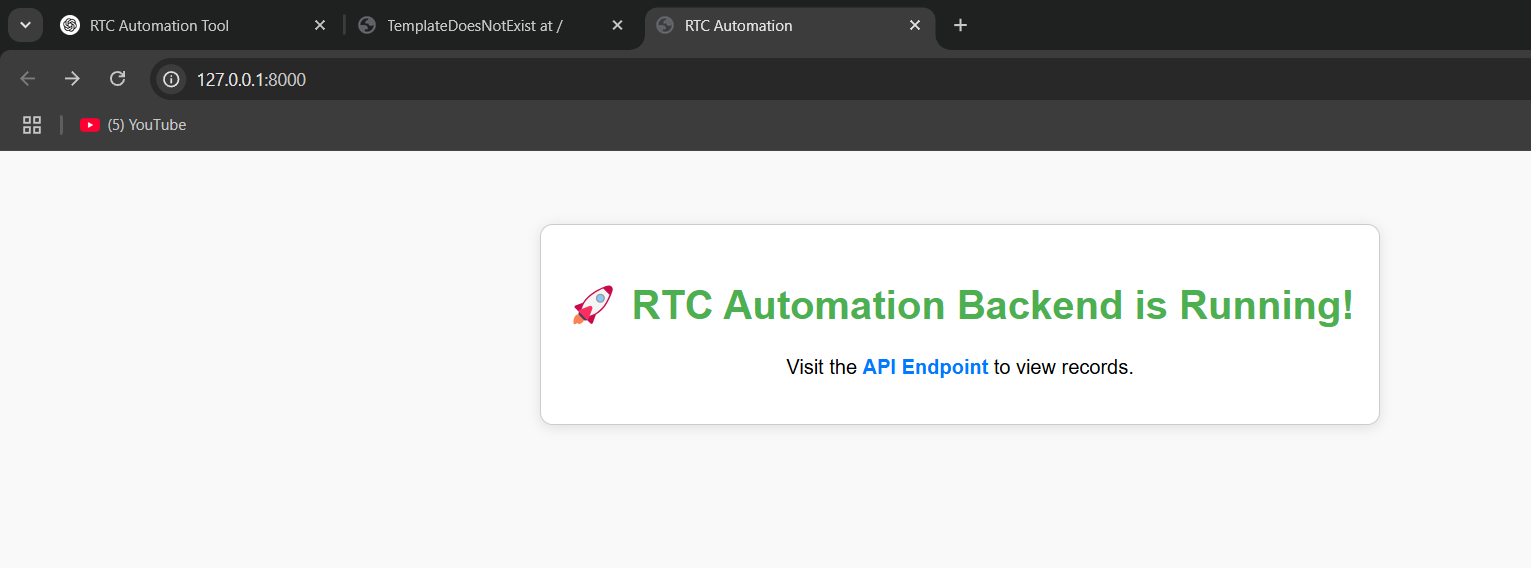 RTC Automation Tool
TemplateDoesNotExist at /
RTC Automation
127.0.0.1:8000
(5) YouTube
🚀 RTC Automation Backend is Running!
Visit the API Endpoint to view records.